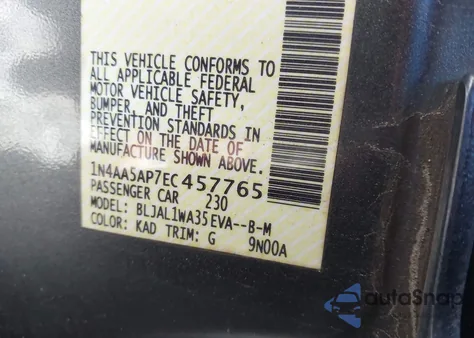 THIS VEHICLE CONFORMS TO
ALL APPLICABLE FEDERAL
MOTOR VEHICLE SAFETY,
BUMPER, AND THEFT
PREVENTION STANDARDS IN
EFFECT ON THE DATE OF
MANUFACTURE SHOWN ABOVE.
1N4AA5AP7EC457765
PASSENGER CAR 230
MODEL: BLJAL1WA35EVA--B-M
COLOR: KAD TRIM: G 9N00A
autoSnap